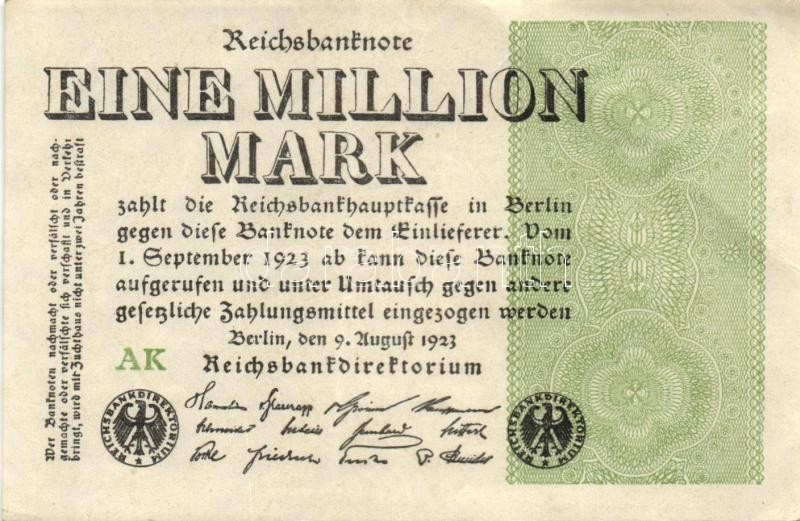 Reichsbanknote
EINE MILLION
MARK
zahlt die Reichsbankhauptkasse in Berlin
gegen diese Banknote dem Einlieferer. Vom
1. September 1923 ab kann diese Banknote
aufgerufen und unter Umtausch gegen andere
gesetzliche Zahlungsmittel eingezogen werden
Berlin, den 9. August 1923
AK Reichsbankdirektorium
REICHSBANKDIREKTORIUM
REICHSBANKDIREKTORIUM
Wer Banknoten nachmacht oder verfälscht oder nach-
gemachte oder verfälschte sich verschafft und in Verkehr
bringt, wird mit Zuchthaus nicht unter zwei Jahren bestraft